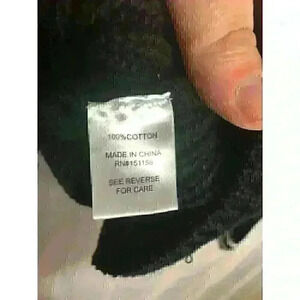 100% COTTON
MADE IN CHINA
RN#151156
SEE REVERSE
FOR CARE